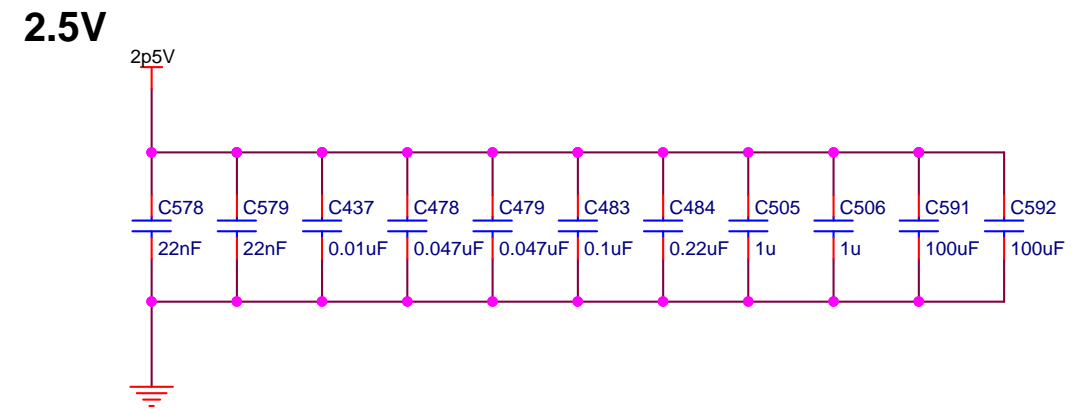 2.5V
2p5V
C578 C579 C437 C478 C479 C483 C484 C505 C506 C591 C592
22nF 22nF 0.01uF 0.047uF 0.047uF 0.1uF 0.22uF 1u 1u 100uF 100uF